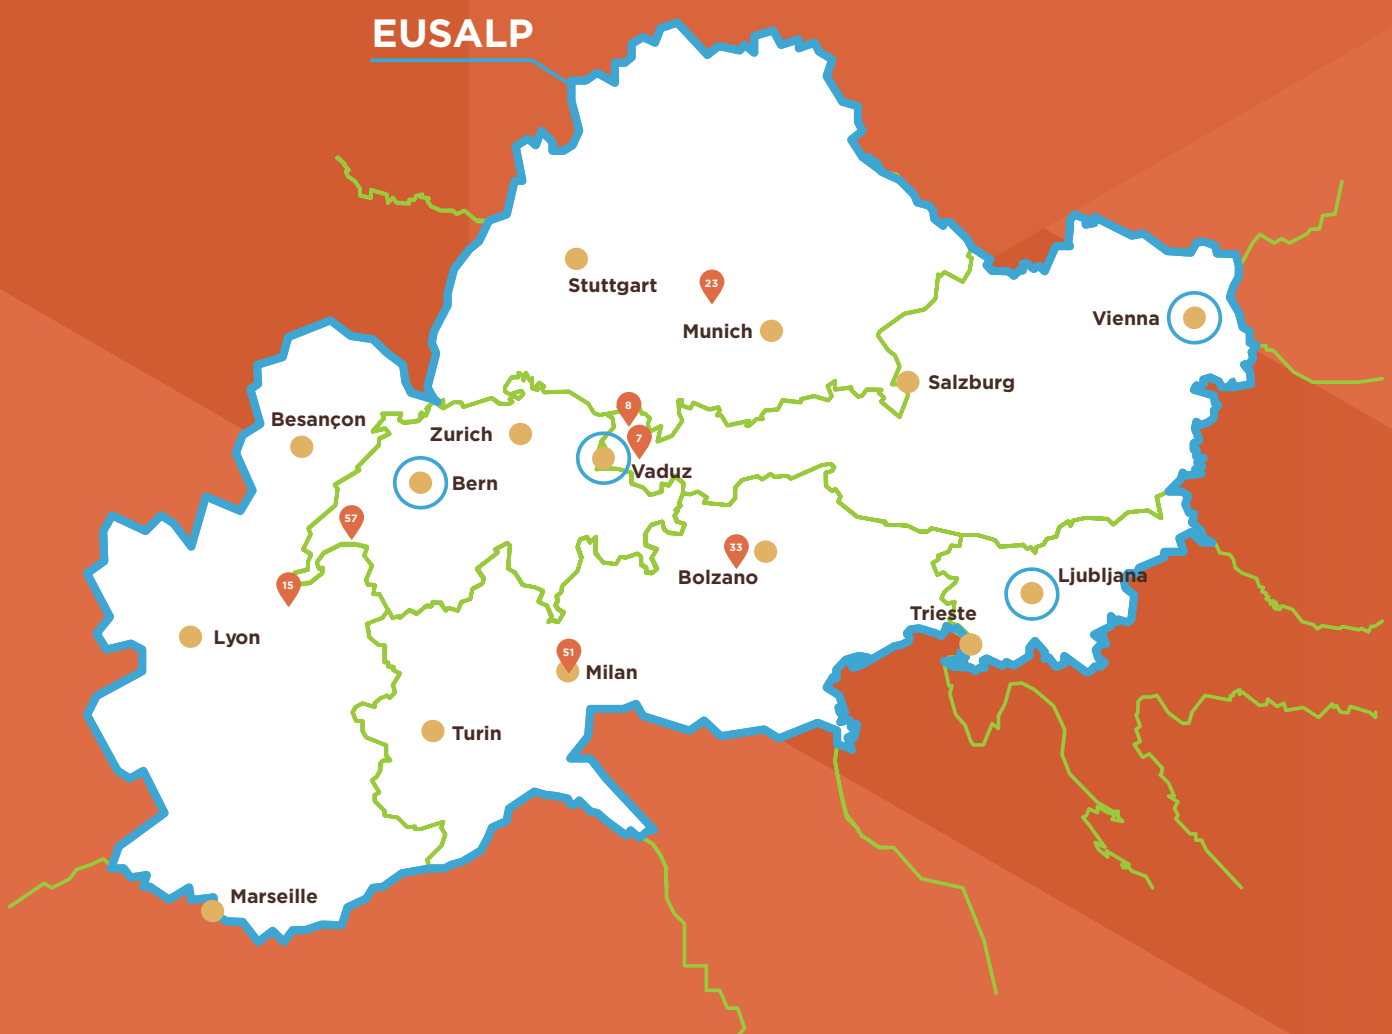 EUSALP
Stuttgart
23
Vienna
Munich
Salzburg
8
Besançon
Zurich
7
Vaduz
Bern
57
33
Bolzano
Ljubljana
15
Trieste
Lyon
51
Milan
Turin
Marseille